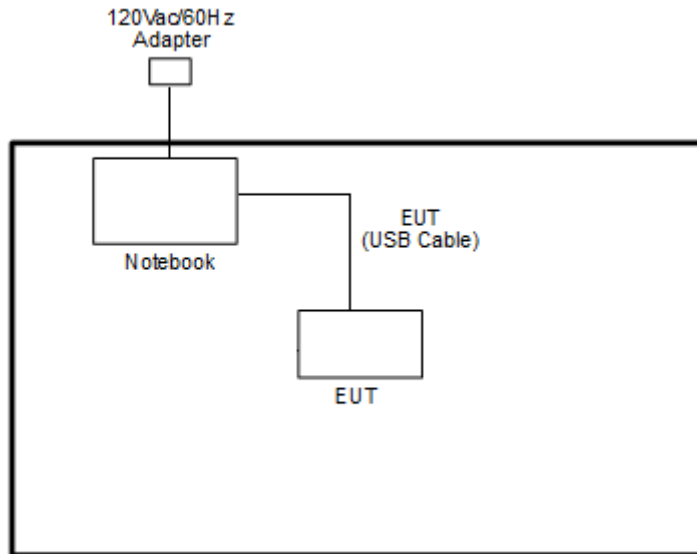 120Vac/60Hz
Adapter
Notebook
EUT
(USB Cable)
EUT